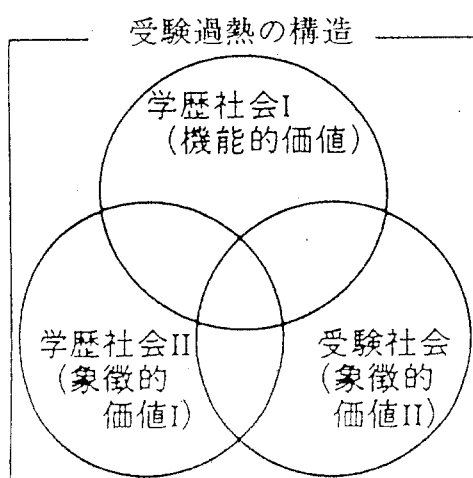 受験過熱の構造
学歴社会I
(機能的価値)
学歴社会II
(象徴的
価値I)
受験社会
(象徴的
価値II)